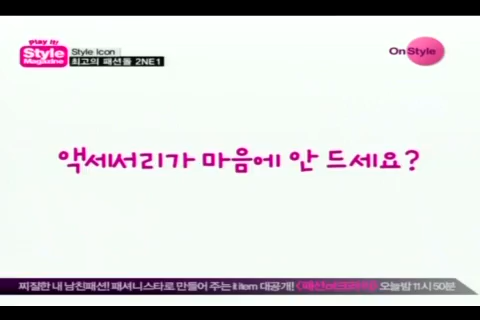 Play it!
Style
Magazine
Style Icon
최고의 패션돌 2NE1
On Style
액세서리가 마음에 안 드세요?
찌질한 내 남친패션! 패셔니스타로 만들어 주는 it item 대공개! 오늘밤 11시 50분